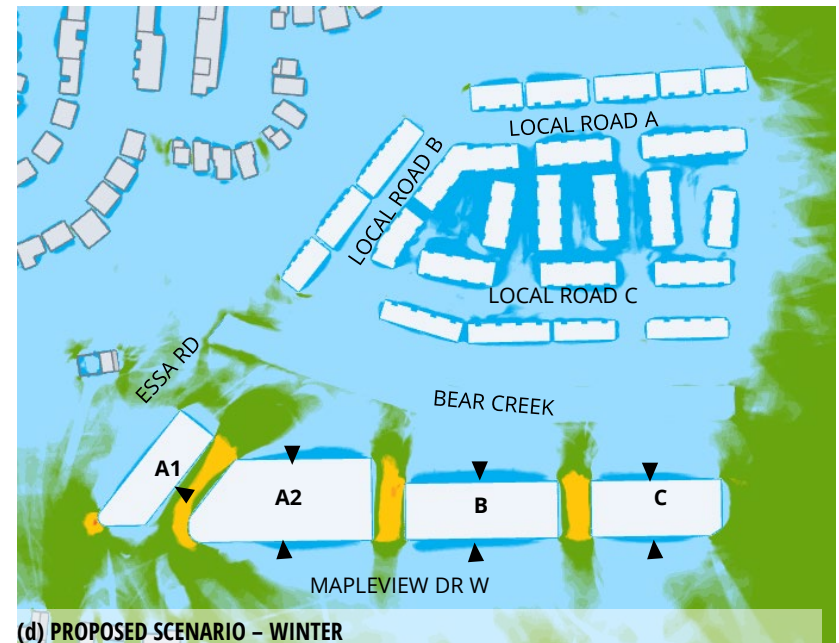 LOCAL ROAD A
LOCAL ROAD B
LOCAL ROAD C
ESSA RD
BEAR CREEK
A1
A2
B
C
MAPLEVIEW DR W
(d) PROPOSED SCENARIO – WINTER